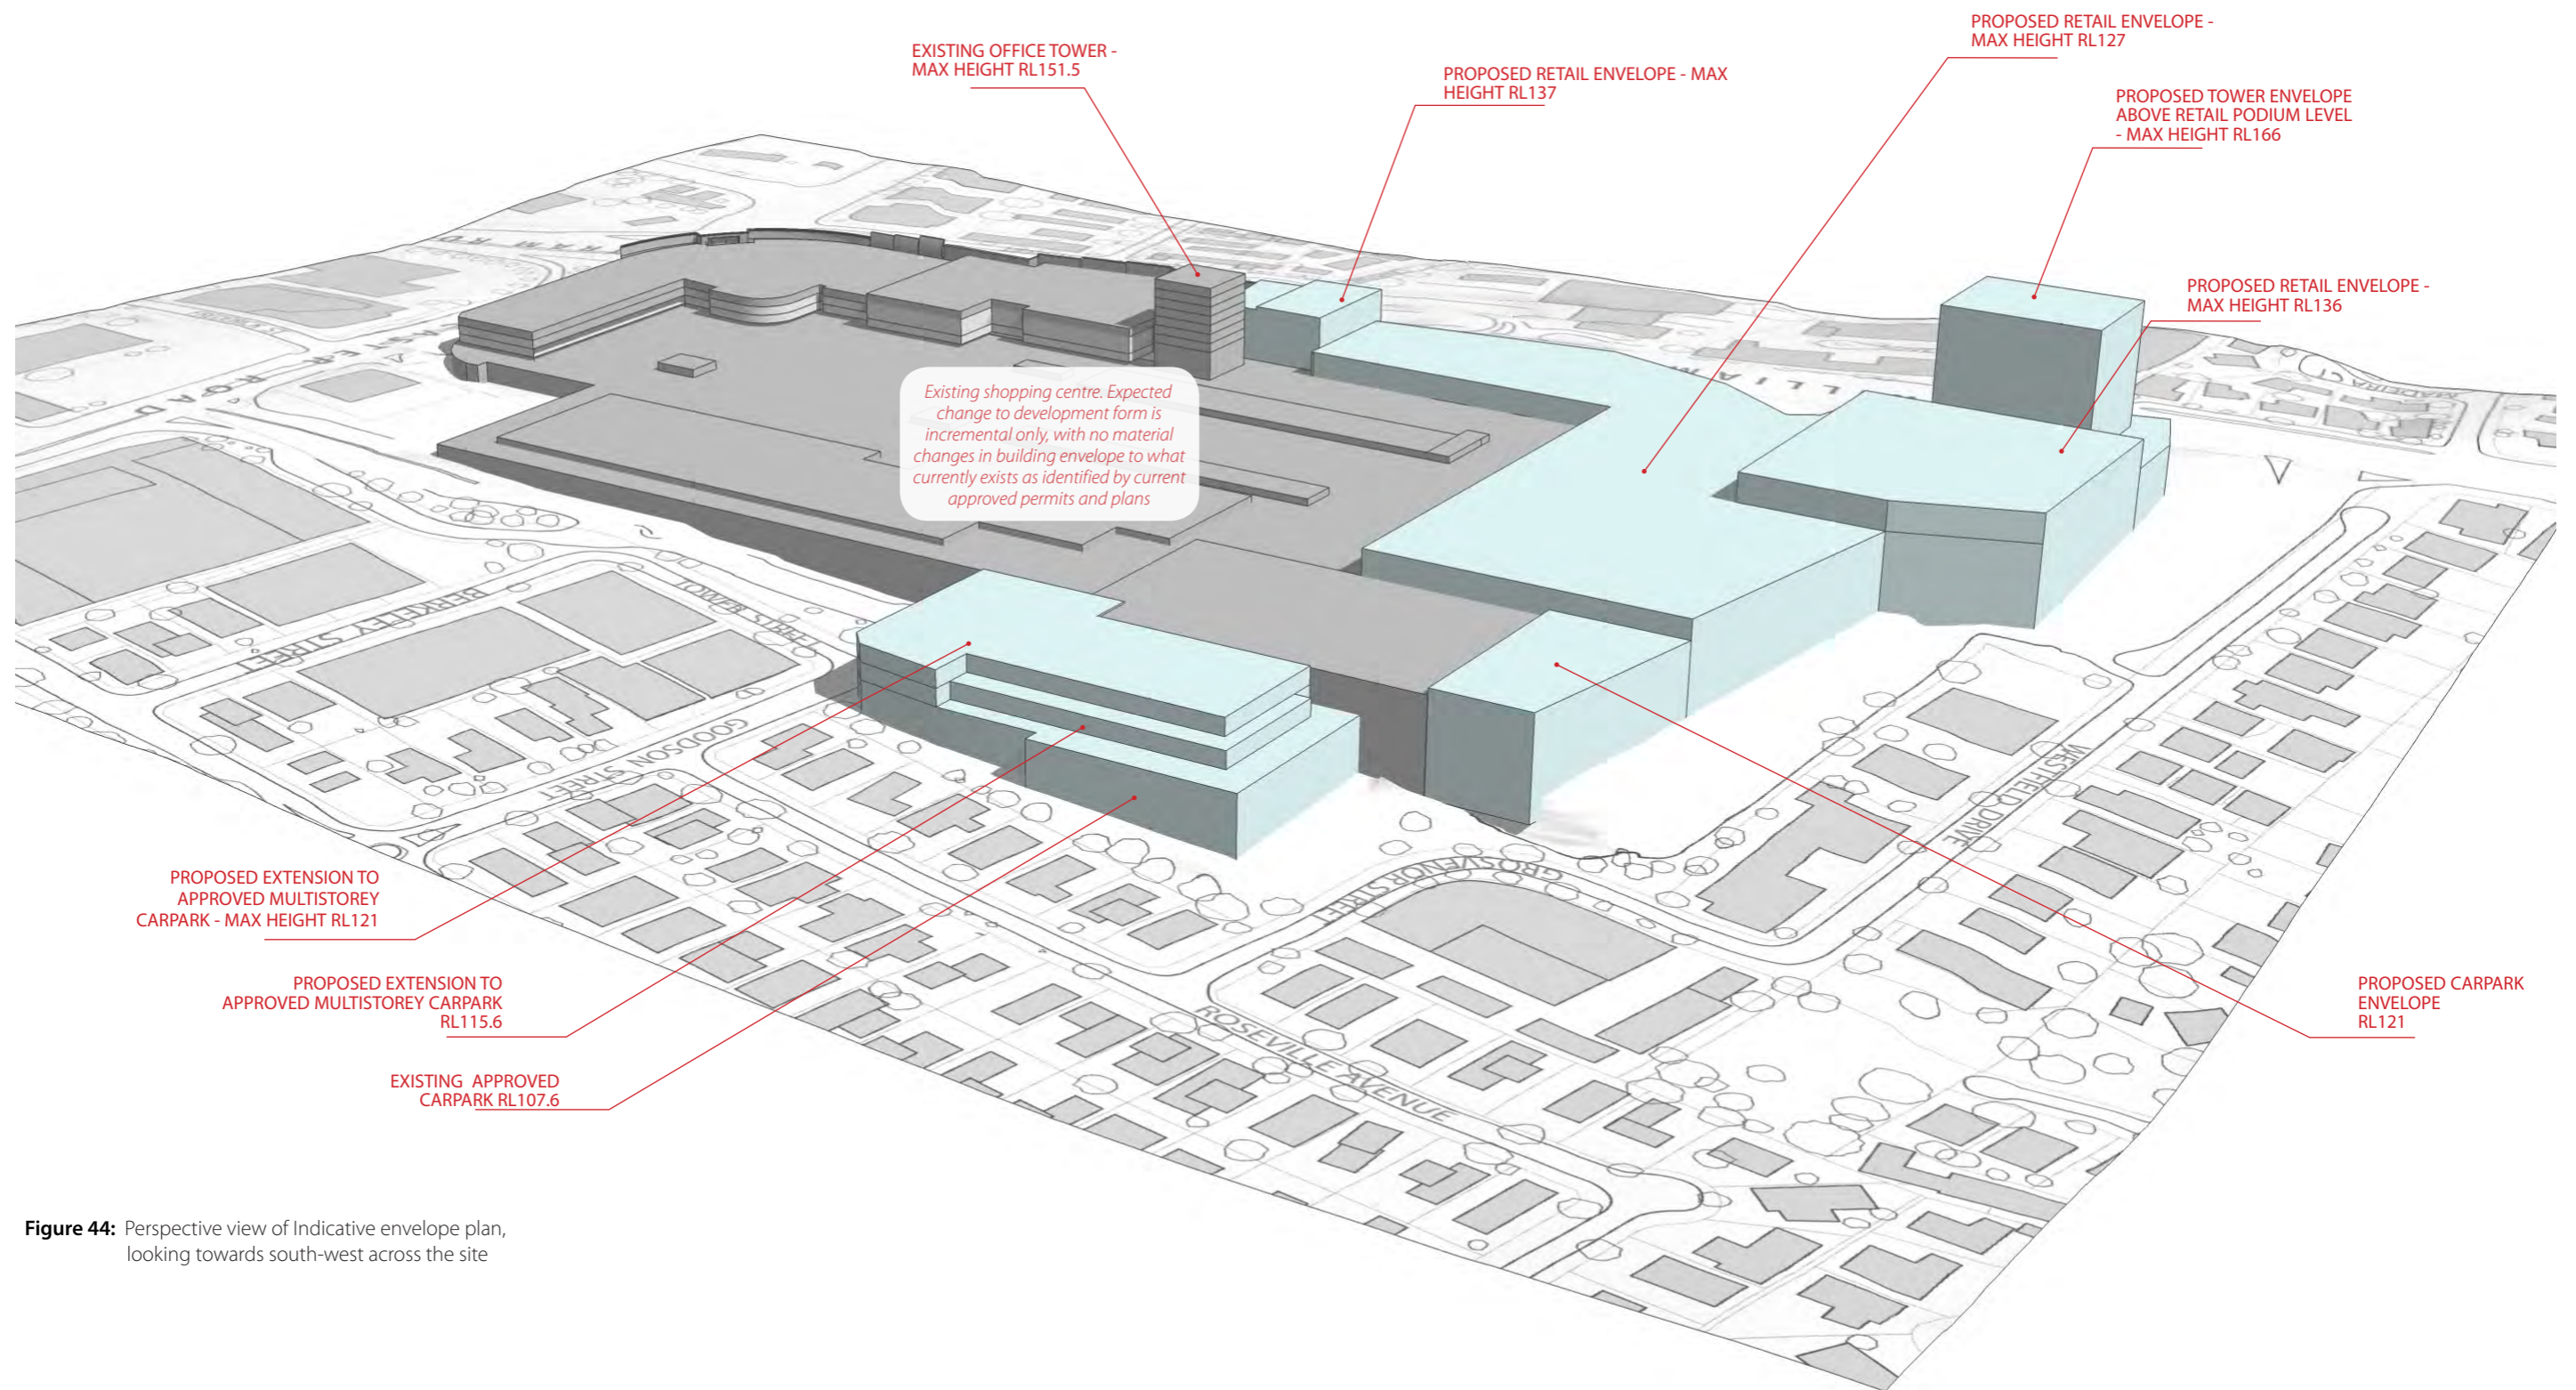 EXISTING OFFICE TOWER -
MAX HEIGHT RL151.5
PROPOSED RETAIL ENVELOPE - MAX
HEIGHT RL137
PROPOSED RETAIL ENVELOPE -
MAX HEIGHT RL127
PROPOSED TOWER ENVELOPE
ABOVE RETAIL PODIUM LEVEL
- MAX HEIGHT RL166
PROPOSED RETAIL ENVELOPE -
MAX HEIGHT RL136
Existing shopping centre. Expected
change to development form is
incremental only, with no material
changes in building envelope to what
currently exists as identified by current
approved permits and plans
ROAD
MADEIRA CT
BERKELEY STREET
TOWER STREET
GOODSON STREET
WESTFIELD DRIVE
GROSVENOR STREET
ROSEVILLE AVENUE
PROPOSED EXTENSION TO
APPROVED MULTISTOREY
CARPARK - MAX HEIGHT RL121
PROPOSED EXTENSION TO
APPROVED MULTISTOREY CARPARK
RL115.6
EXISTING APPROVED
CARPARK RL107.6
PROPOSED CARPARK
ENVELOPE
RL121
Figure 44: Perspective view of Indicative envelope plan,
looking towards south-west across the site